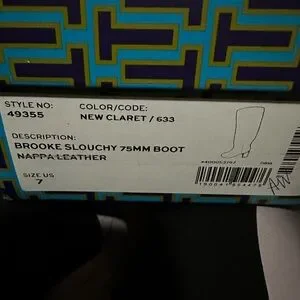 STYLE NO:
49355
COLOR/CODE:
NEW CLARET / 633
DESCRIPTION:
BROOKE SLOUCHY 75MM BOOT
NAPPA LEATHER
SIZE US
7